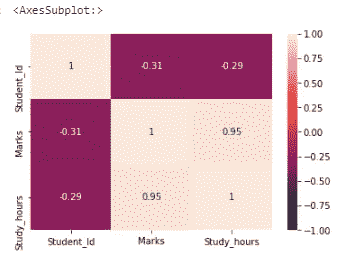 <AxesSubplot:>
1.00
Student_Id 1 -0.31 -0.29
0.75
0.50
0.25
Marks -0.31 1 0.95
0.00
-0.25
-0.50
Study_hours -0.29 0.95 1
-0.75
-1.00
Student_Id Marks Study_hours